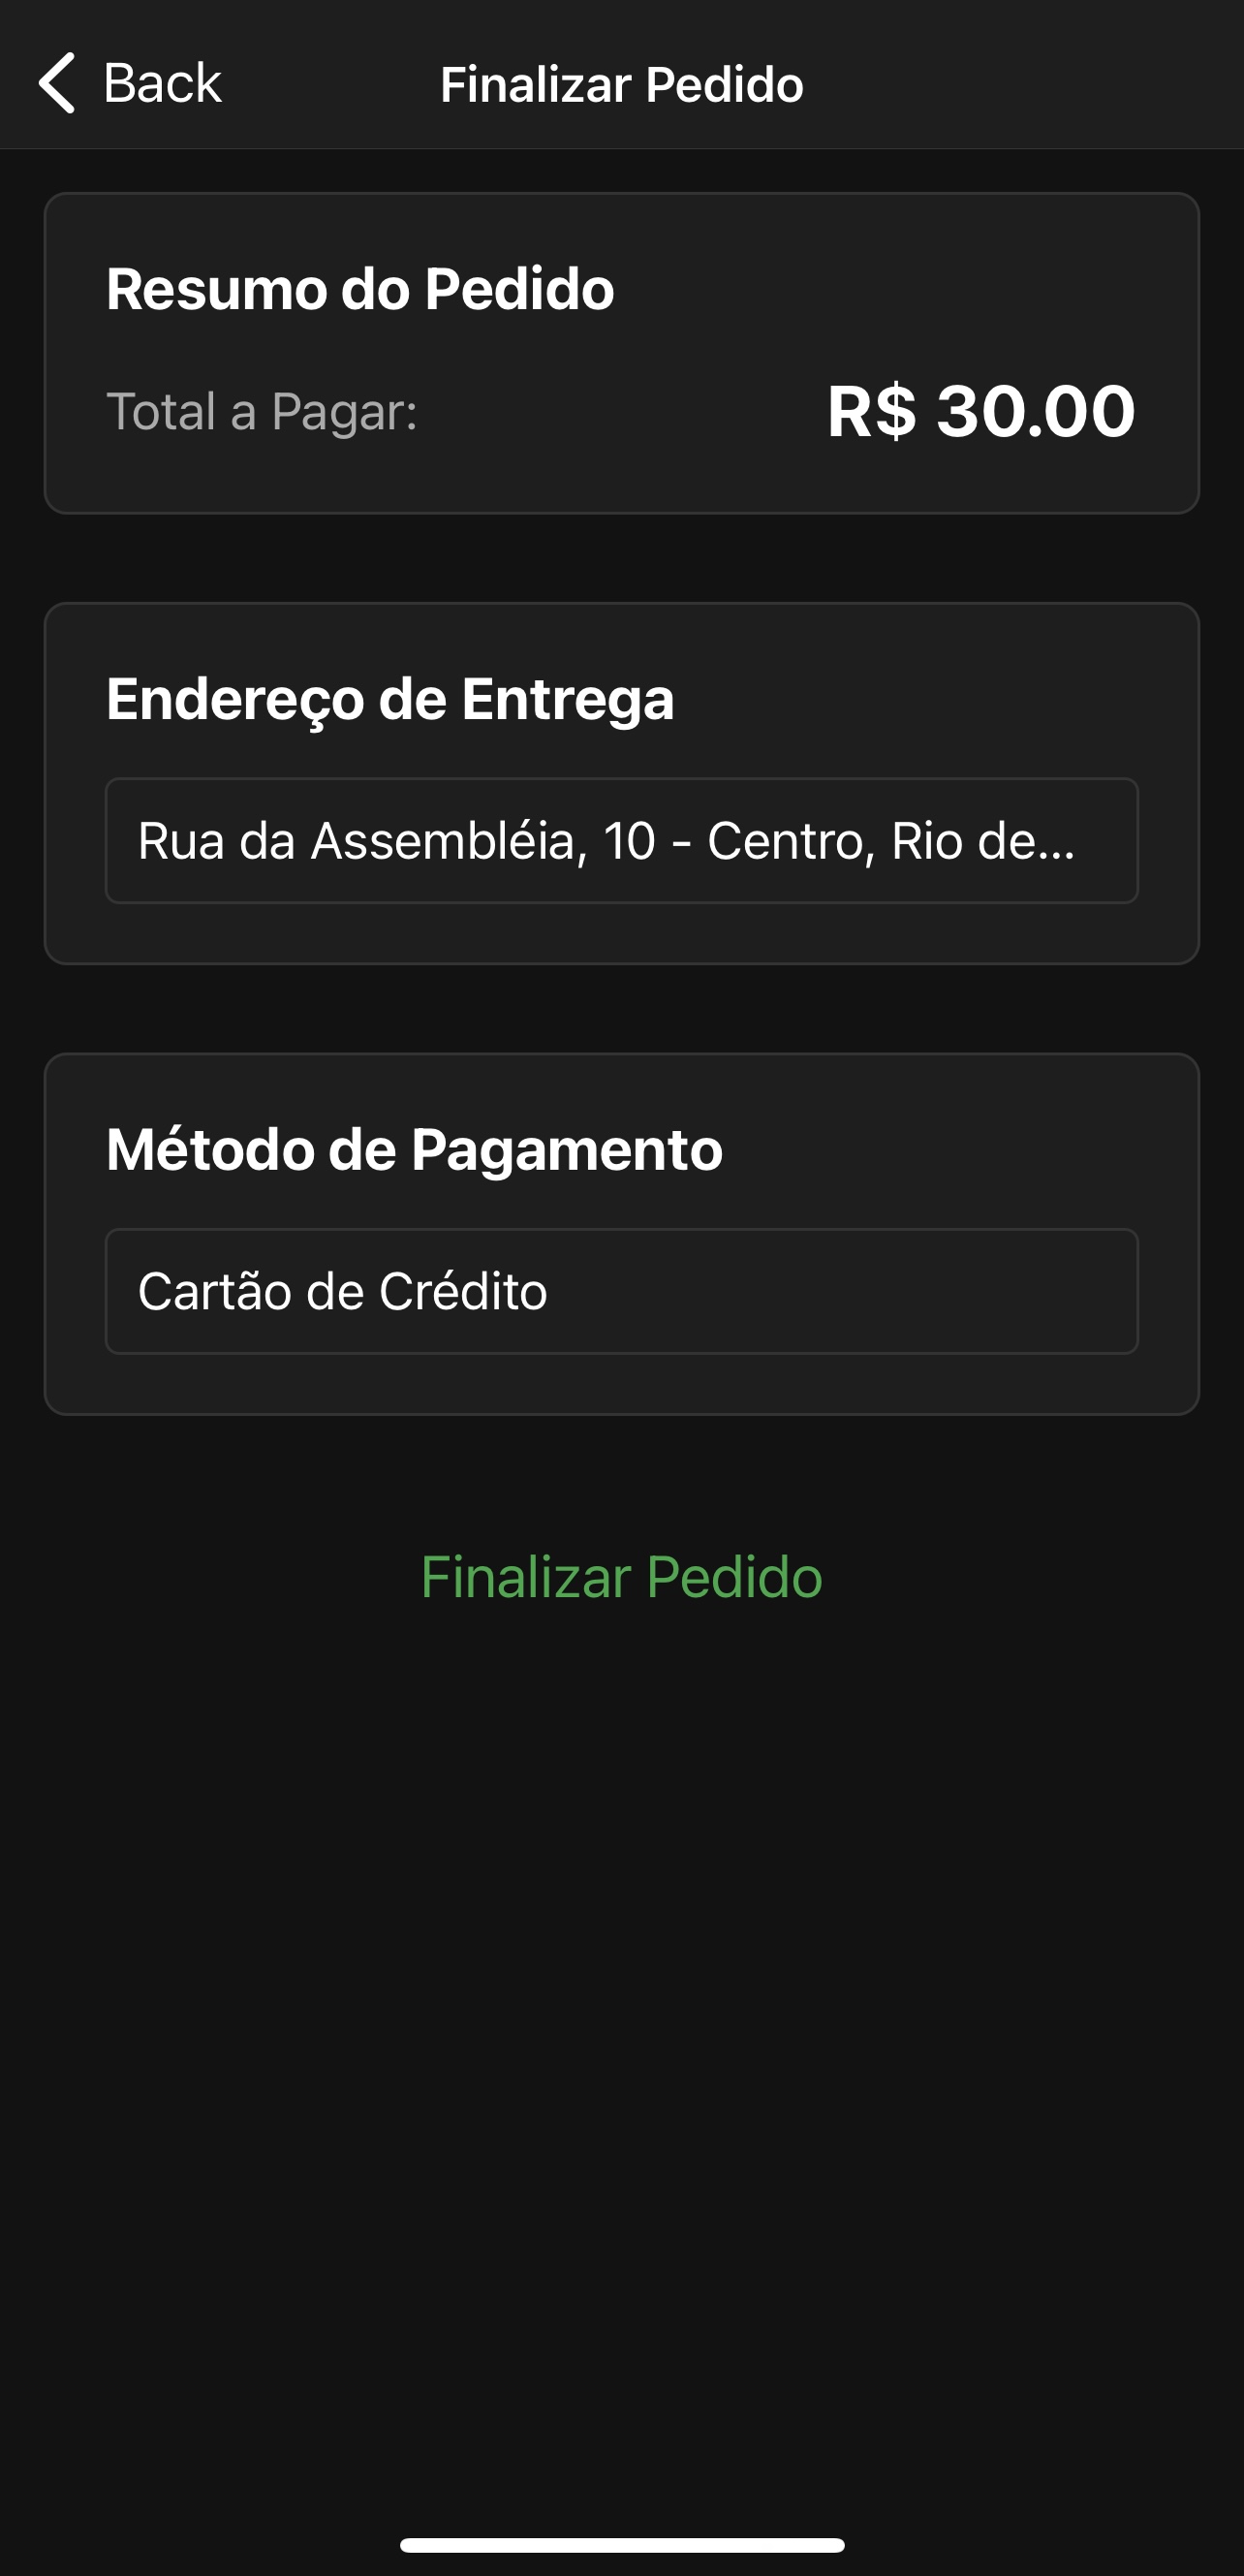 Back
Finalizar Pedido
Resumo do Pedido
Total a Pagar:
R$ 30.00
Endereço de Entrega
Rua da Assembléia, 10 - Centro, Rio de...
Método de Pagamento
Cartão de Crédito
Finalizar Pedido